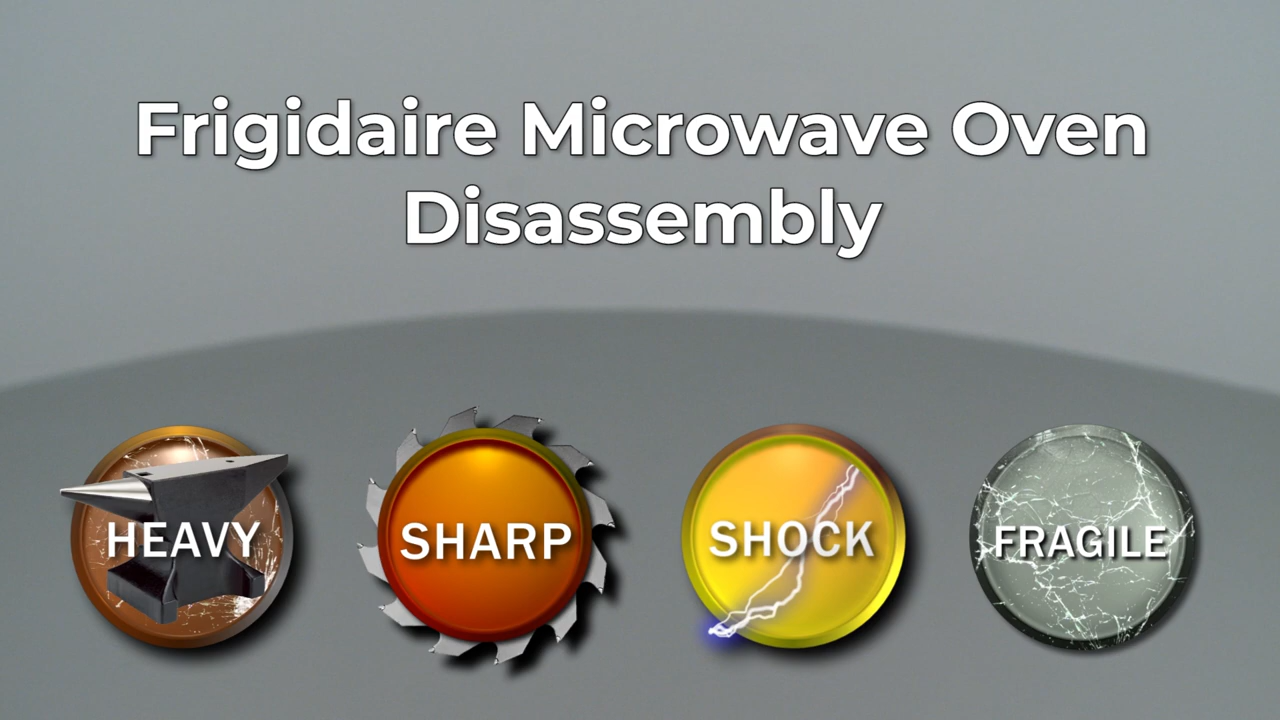 Frigidaire Microwave Oven
Disassembly
HEAVY
SHARP
SHOCK
FRAGILE